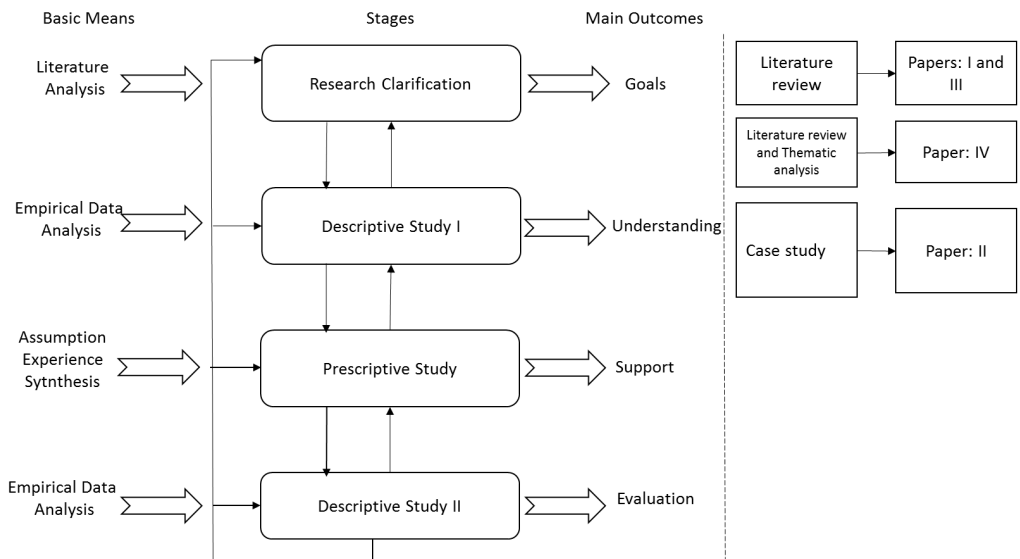 Basic Means
Stages
Main Outcomes
Literature
Analysis
Research Clarification
Goals
Literature
review
Papers: I and
III
Literature review
and Thematic
analysis
Paper: IV
Empirical Data
Analysis
Descriptive Study I
Understanding
Case study
Paper: II
Assumption
Experience
Sytnthesis
Prescriptive Study
Support
Empirical Data
Analysis
Descriptive Study II
Evaluation